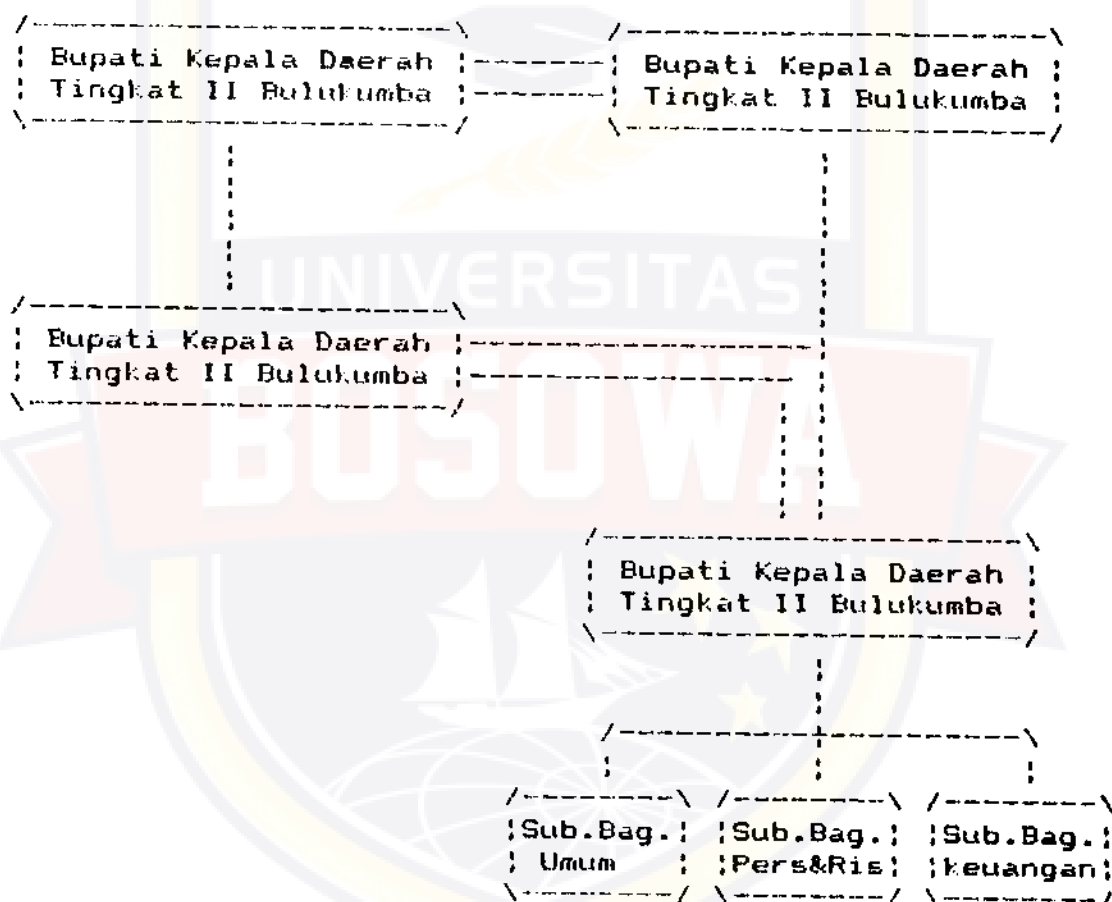 Bupati Kepala Daerah
Tingkat II Bulukumba
Bupati Kepala Daerah
Tingkat II Bulukumba
UNIVERSITAS
Bupati Kepala Daerah
Tingkat II Bulukumba
BOSOWA
Bupati Kepala Daerah
Tingkat II Bulukumba
Sub.Bag. Sub.Bag. Sub.Bag.
Umum Pers&Ris keuangan